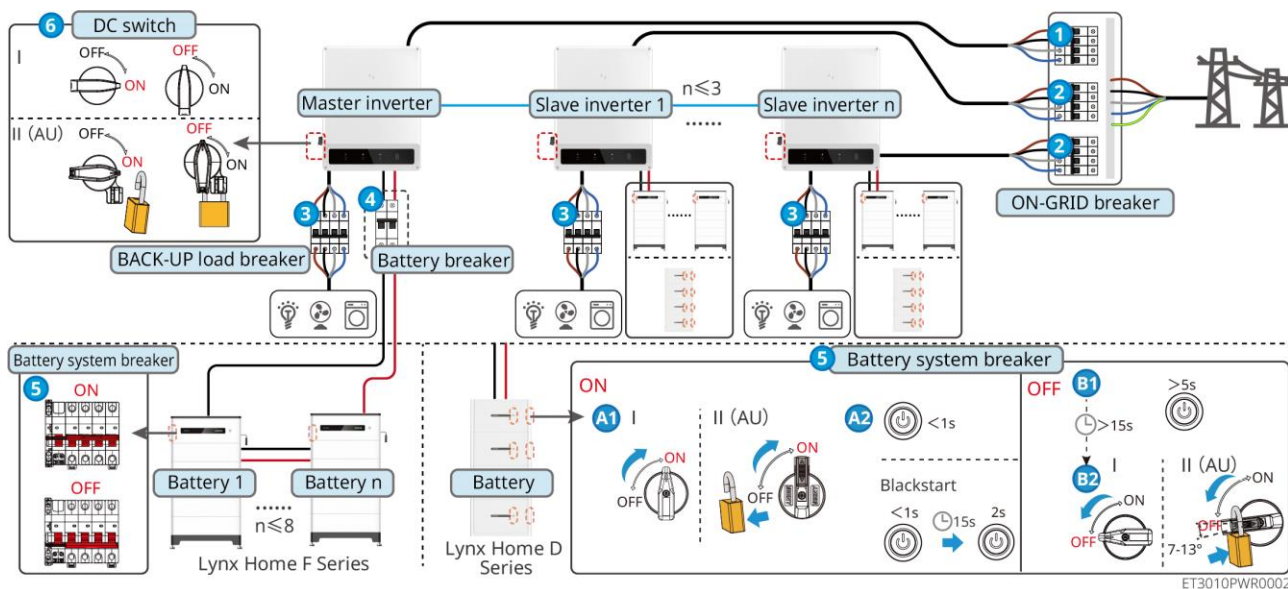 6 DC switch
I
OFF
ON
OFF
ON
II (AU)
OFF
ON
OFF
ON
Master inverter
Slave inverter 1
n≤3
......
Slave inverter n
1
2
2
ON-GRID breaker
3
BACK-UP load breaker
4
Battery breaker
3
......
3
......
Battery system breaker
5
ON
OFF
Battery 1
Battery n
......
n≤8
Lynx Home F Series
Battery
Lynx Home D
Series
5 Battery system breaker
ON
A1 I
OFF
ON
II (AU)
ON
OFF
A2
<1s
Blackstart
<1s
15s
2s
OFF
B1
>5s
>15s
B2 I
ON
OFF
II (AU)
ON
OFF
7-13°
ET3010PWR0002